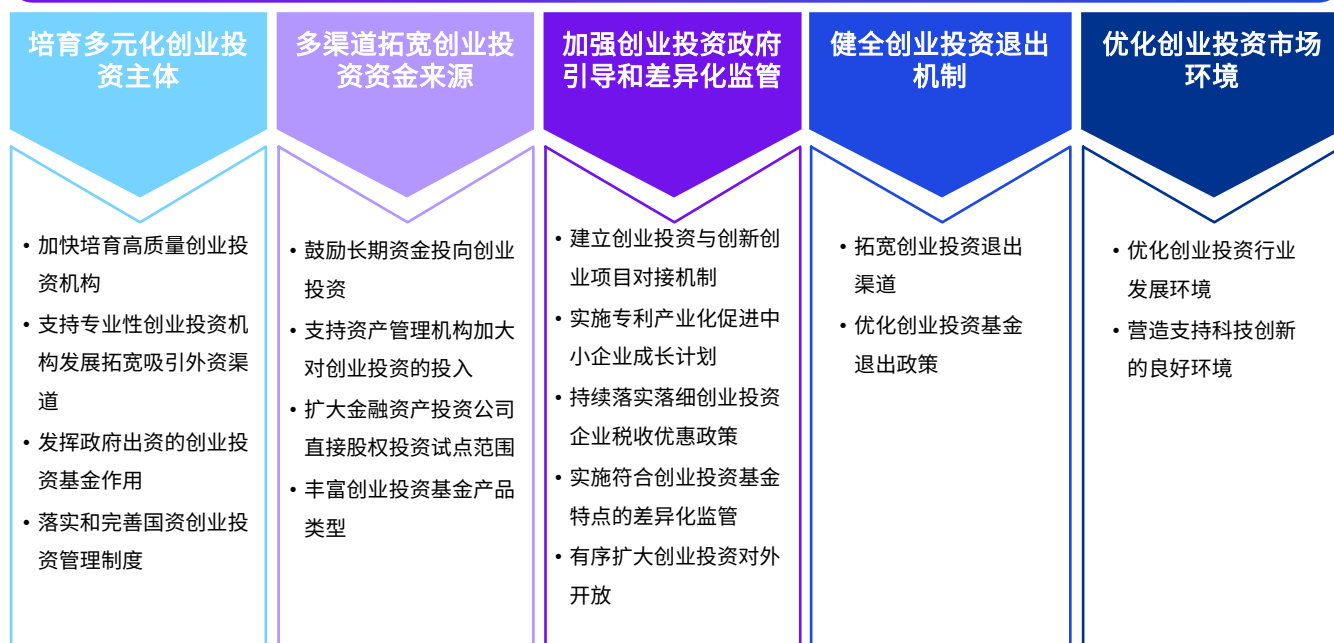 培育多元化创业投
资主体
• 加快培育高质量创业投
资机构
• 支持专业性创业投资机
构发展拓宽吸引外资渠
道
• 发挥政府出资的创业投
资基金作用
• 落实和完善国资创业投
资管理制度
多渠道拓宽创业投
资资金来源
• 鼓励长期资金投向创业
投资
• 支持资产管理机构加大
对创业投资的投入
• 扩大金融资产投资公司
直接股权投资试点范围
• 丰富创业投资基金产品
类型
加强创业投资政府
引导和差异化监管
• 建立创业投资与创新创
业项目对接机制
• 实施专利产业化促进中
小企业成长计划
• 持续落实落细创业投资
企业税收优惠政策
• 实施符合创业投资基金
特点的差异化监管
• 有序扩大创业投资对外
开放
健全创业投资退出
机制
• 拓宽创业投资退出
渠道
• 优化创业投资基金
退出政策
优化创业投资市场
环境
• 优化创业投资行业
发展环境
• 营造支持科技创新
的良好环境